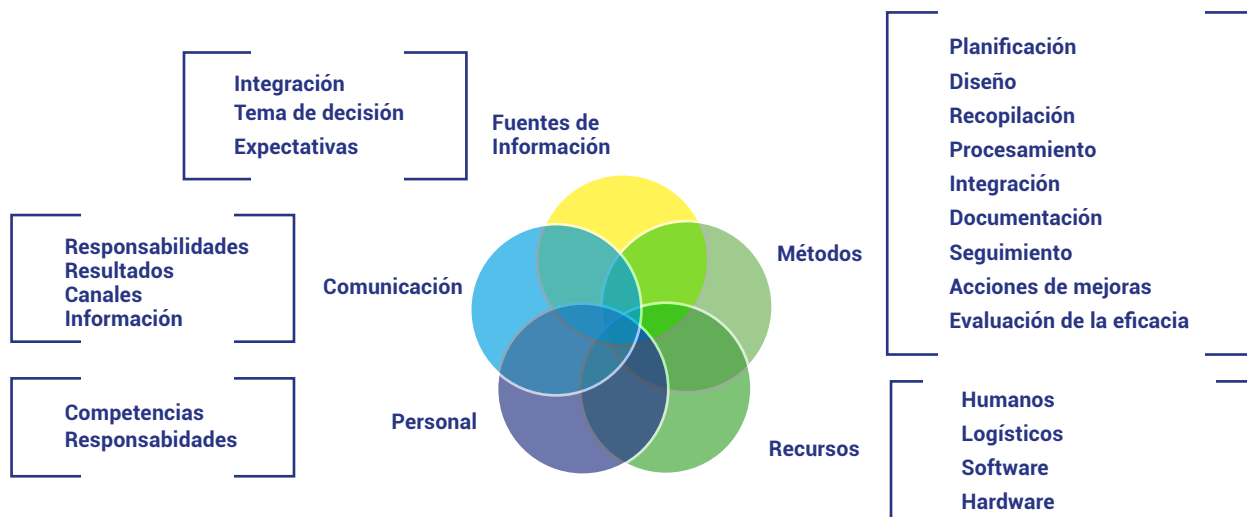 Integración
Tema de decisión
Expectativas
Fuentes de
Información
Responsabilidades
Resultados
Canales
Información
Comunicación
Competencias
Responsabidades
Personal
Planificación
Diseño
Recopilación
Procesamiento
Integración
Documentación
Seguimiento
Acciones de mejoras
Evaluación de la eficacia
Métodos
Humanos
Logísticos
Software
Hardware
Recursos